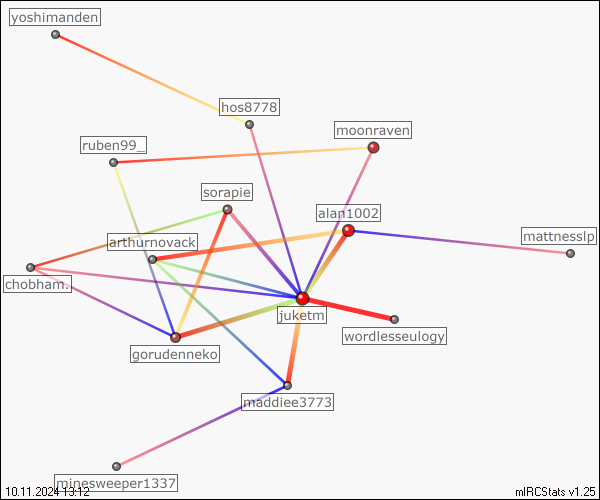 yoshimanden
hos8778
moonraven
ruben99_
sorapie
alan1002
mattnesslp
arthurnovack
chobham.
juketm
wordlesseulogy
gorudenneko
maddiee3773
minesweeper1337
10.11.2024 13:12
mIRCStats v1.25